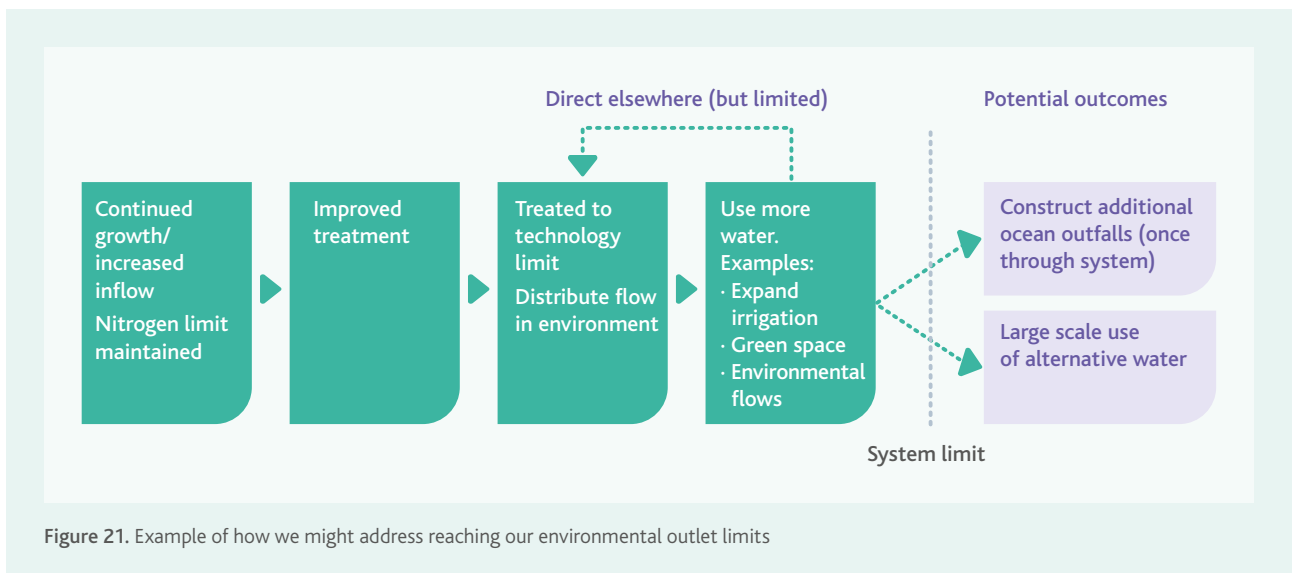 Direct elsewhere (but limited)
Potential outcomes
Continued
growth/
increased
inflow
Nitrogen limit
maintained
Improved
treatment
Treated to
technology
limit
Distribute flow
in environment
Use more
water.
Examples:
· Expand
irrigation
· Green space
· Environmental
flows
Construct additional
ocean outfalls (once
through system)
Large scale use
of alternative water
System limit
Figure 21. Example of how we might address reaching our environmental outlet limits